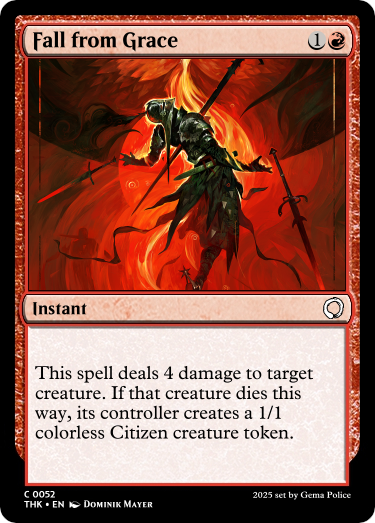 Fall from Grace 1
Instant
This spell deals 4 damage to target
creature. If that creature dies this
way, its controller creates a 1/1
colorless Citizen creature token.
C 0052
THK • EN Dominik Mayer 2025 set by Gema Police